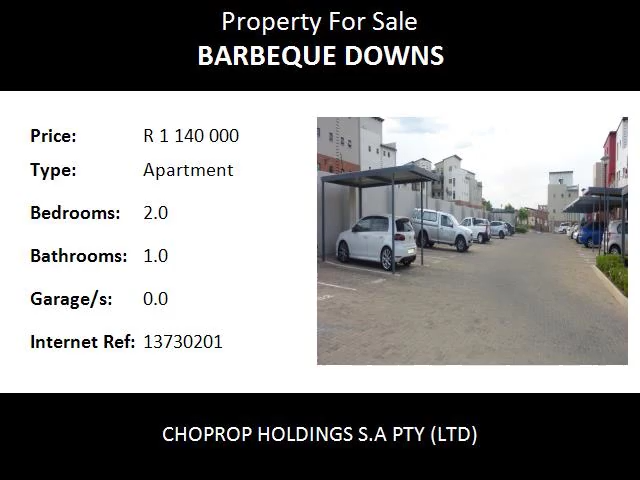 Property For Sale
BARBEQUE DOWNS
Price: R 1 140 000
Type: Apartment
Bedrooms: 2.0
Bathrooms: 1.0
Garage/s: 0.0
Internet Ref: 13730201
CHOPROP HOLDINGS S.A PTY (LTD)